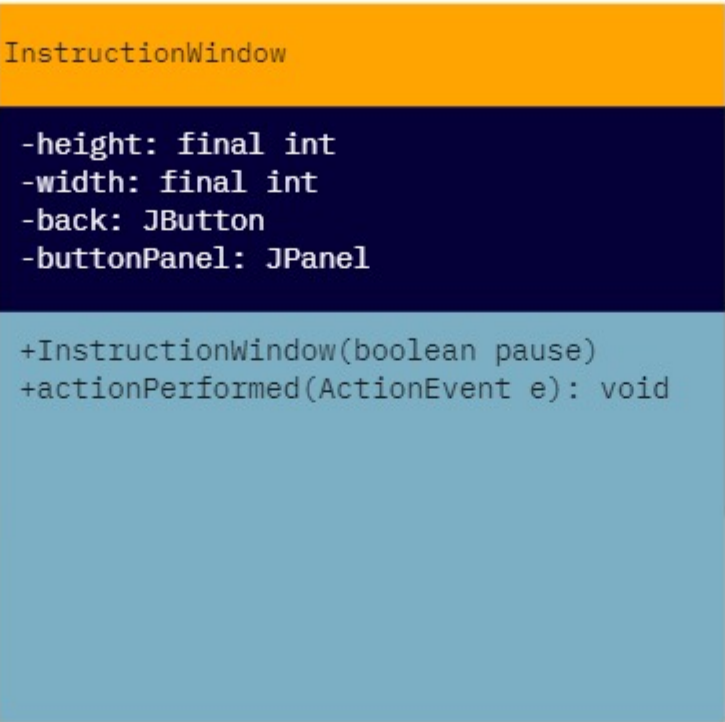 InstructionWindow
-height: final int
-width: final int
-back: JButton
-buttonPanel: JPanel
+InstructionWindow(boolean pause)
+actionPerformed(ActionEvent e): void